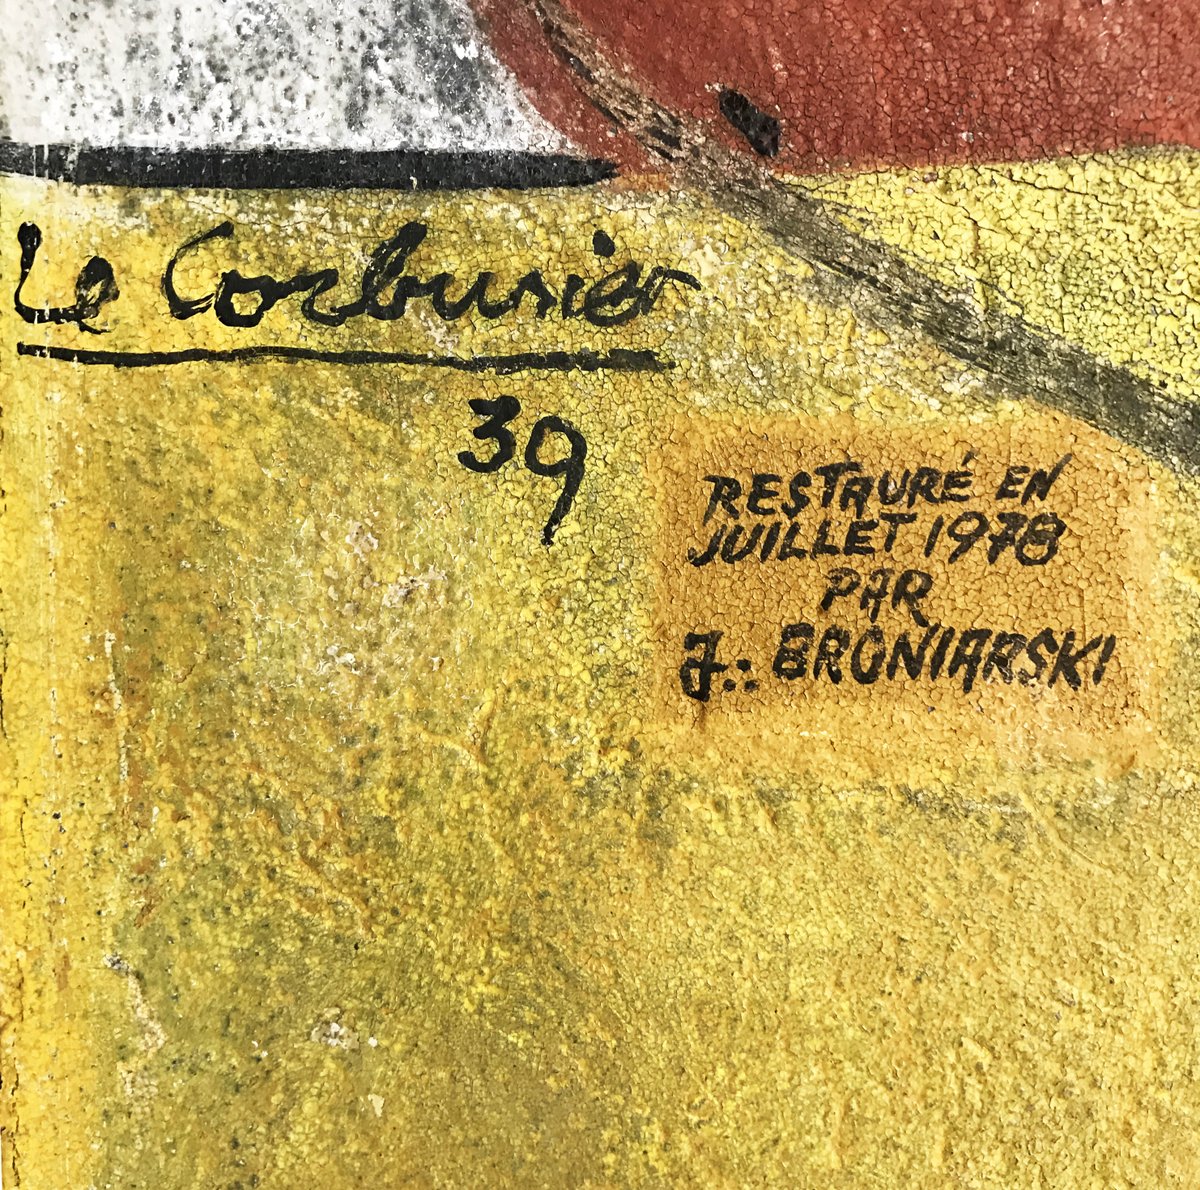 Le Corbusier
39
RESTAURÉ EN
JUILLET 1978
PAR
J.: BRONIARSKI